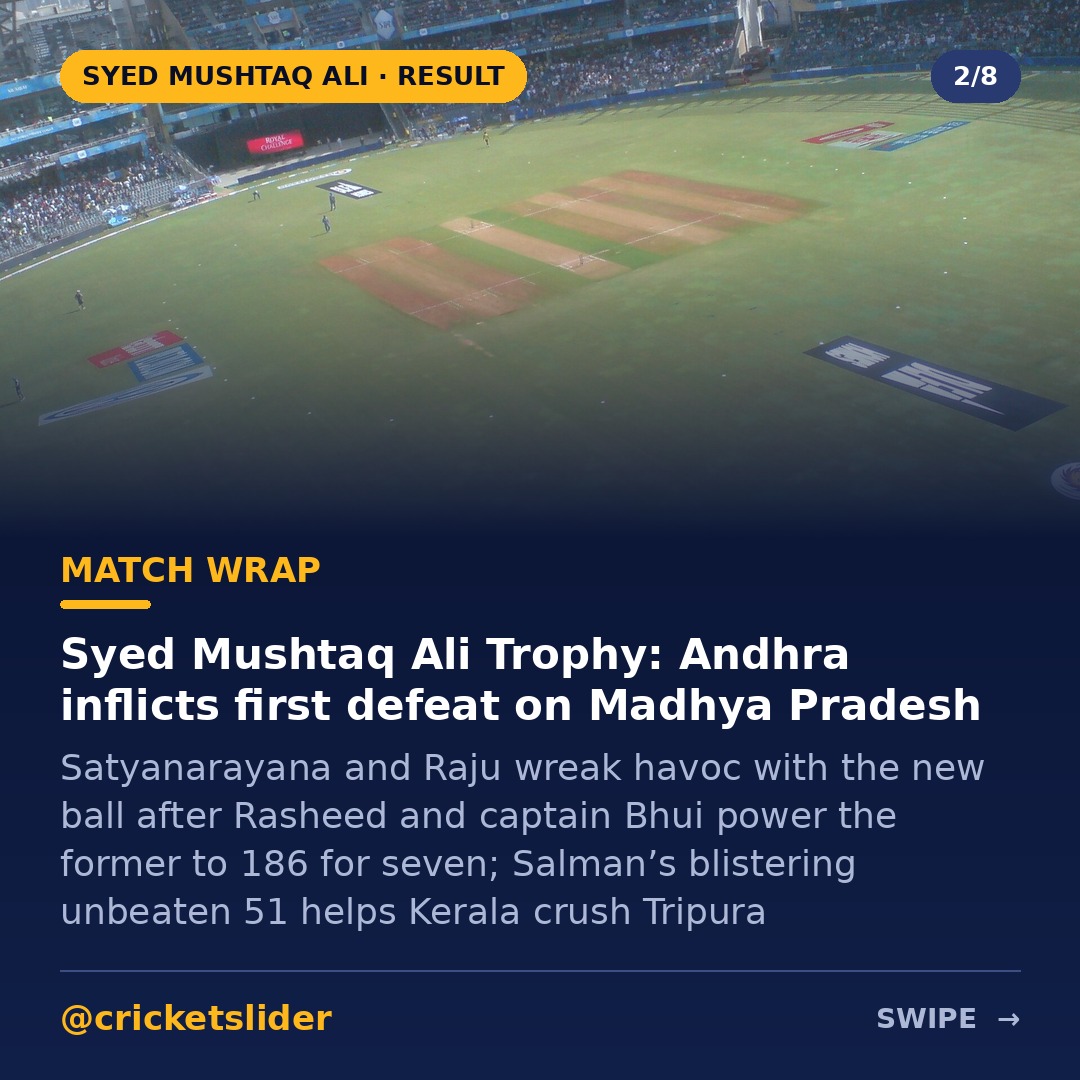 SYED MUSHTAQ ALI · RESULT
2/8
ROYAL
CHALLENGE
MATCH WRAP
Syed Mushtaq Ali Trophy: Andhra
inflicts first defeat on Madhya Pradesh
Satyanarayana and Raju wreak havoc with the new
ball after Rasheed and captain Bhui power the
former to 186 for seven; Salman’s blistering
unbeaten 51 helps Kerala crush Tripura
@cricketslider
SWIPE →